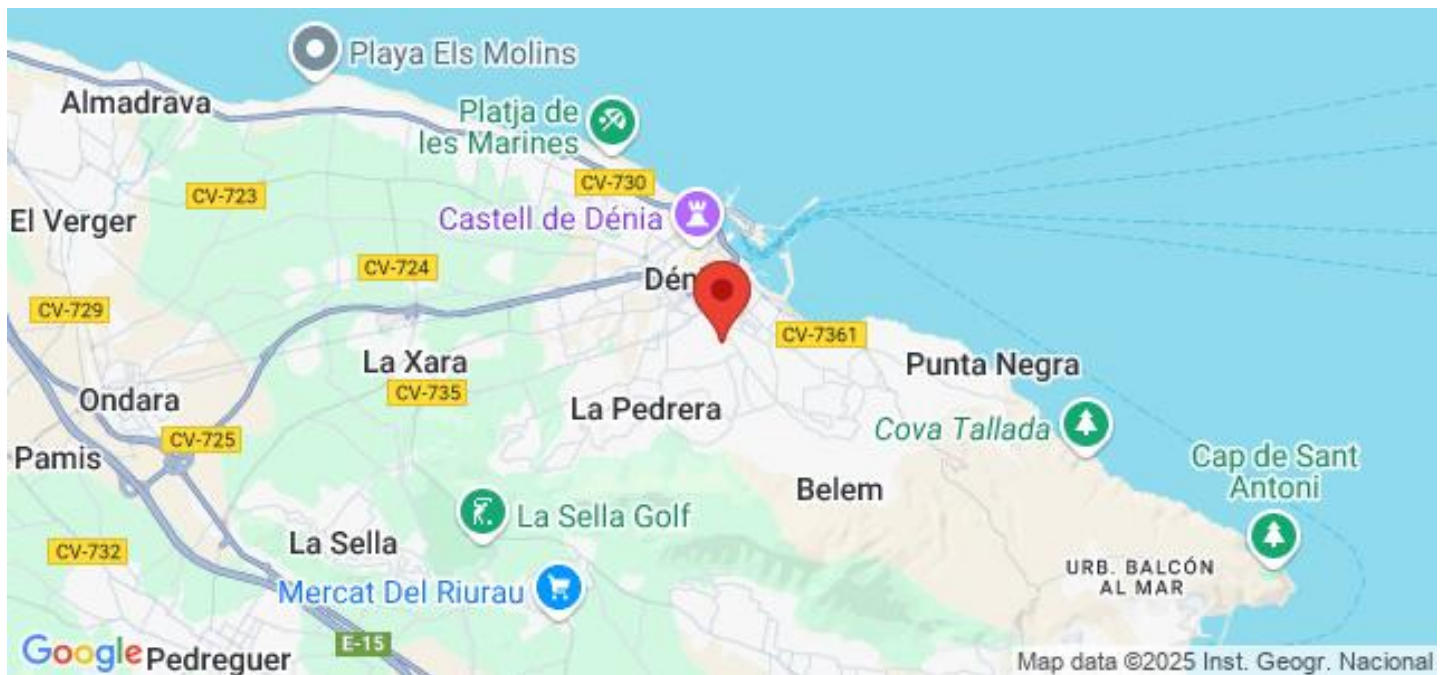 Playa Els Molins
Almadrava
Platja de
les Marines
CV-730
CV-723
El Verger
Castell de Dénia
CV-724
Dén
CV-729
CV-7361
La Xara
Punta Negra
CV-735
Ondara
La Pedrera
Cova Tallada
CV-725
Pamis
Cap de Sant
Antoni
Belem
La Sella Golf
La Sella
CV-732
URB. BALCÓN
AL MAR
Mercat Del Riurau
E-15
Google
Pedreguer
Map data ©2025 Inst. Geogr. Nacional